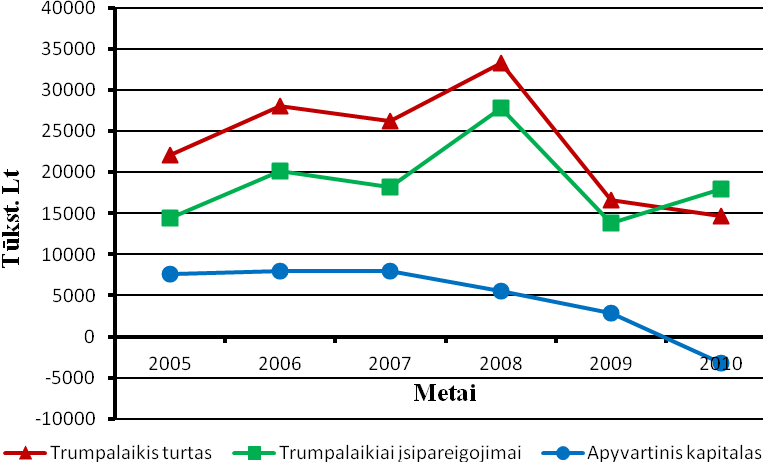 40000
35000
30000
25000
20000
15000
10000
5000
0
-5000
-10000
Tūkst. Lt
2005 2006 2007 2008 2009 2010
Metai
Trumpalaikis turtas Trumpalaikiai įsipareigojimai Apyvartinis kapitalas